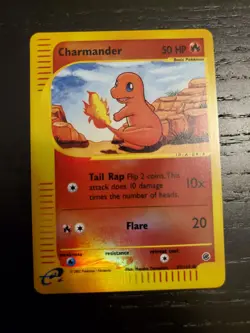 Charmander 50 HP
Basic Pokémon
Tail Rap Flip 2 coins. This
attack does 10 damage 10x
times the number of heads.
Flare 20
weakness resistance retreat cost
e